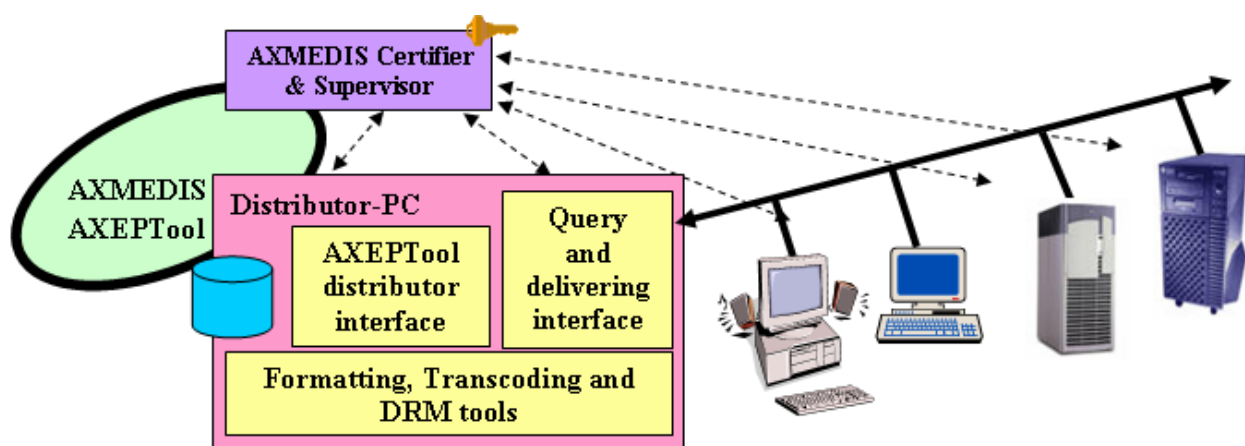 AXMEDIS Certifier
& Supervisor
AXMEDIS
AXEPTool
Distributor-PC
AXEPTool
distributor
interface
Query
and
delivering
interface
Formatting, Transcoding and
DRM tools